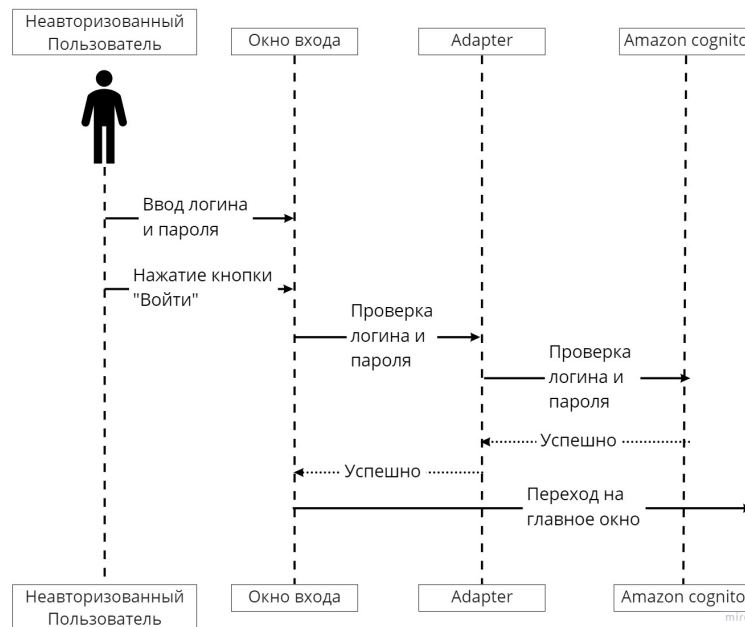 Неавторизованный
Пользователь
Окно входа
Adapter
Amazon cognito
Ввод логина
и пароля
Нажатие кнопки
"Войти"
Проверка
логина и
пароля
Проверка
логина и
пароля
Успешно
Успешно
Переход на
главное окно
Неавторизованный
Пользователь
Окно входа
Adapter
Amazon cognito